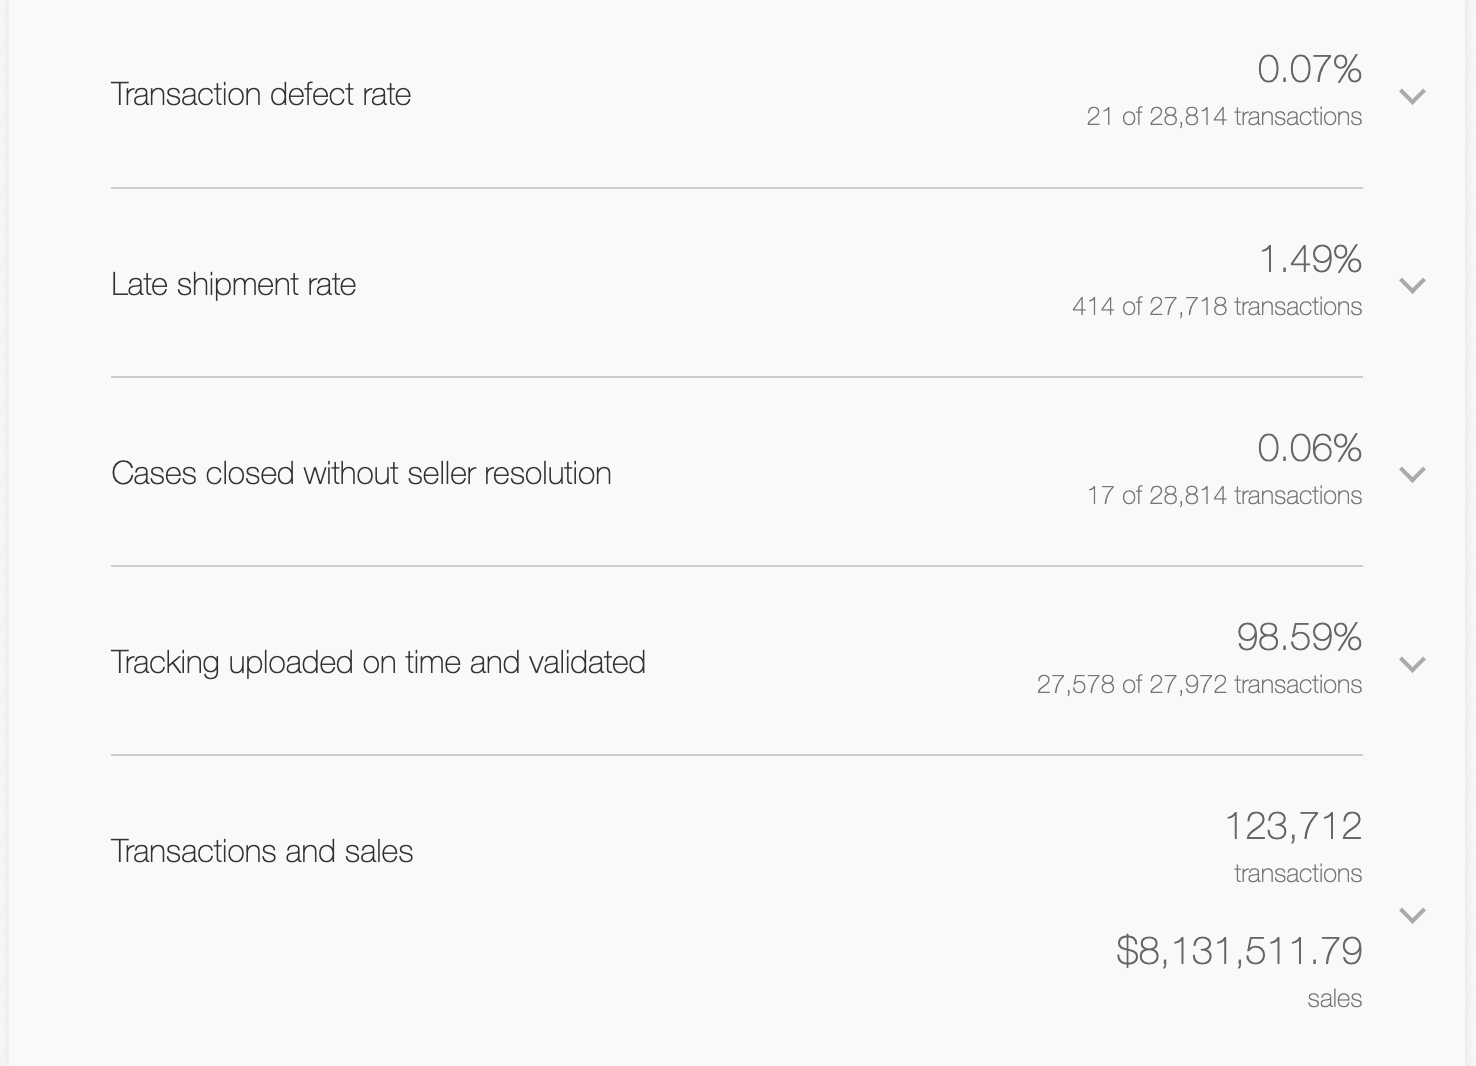 Transaction defect rate
0.07%
21 of 28,814 transactions
Late shipment rate
1.49%
414 of 27,718 transactions
Cases closed without seller resolution
0.06%
17 of 28,814 transactions
Tracking uploaded on time and validated
98.59%
27,578 of 27,972 transactions
Transactions and sales
123,712
transactions
$8,131,511.79
sales